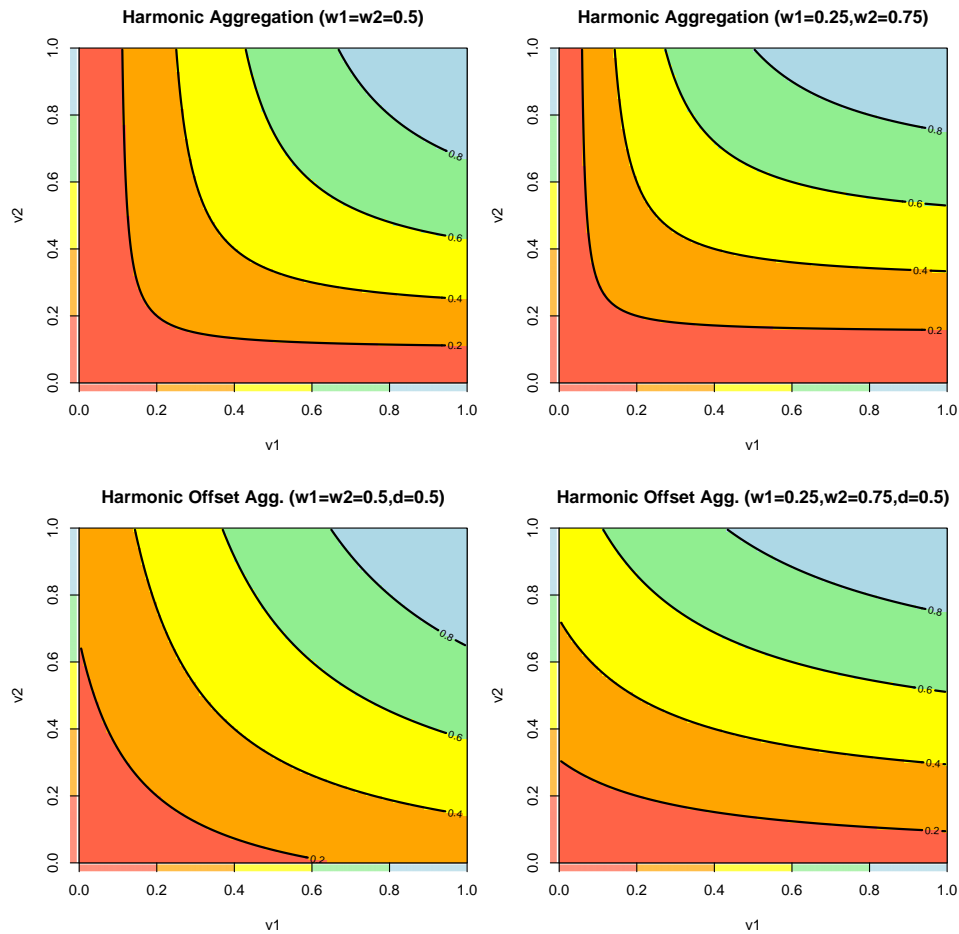 Harmonic Aggregation (w1=w2=0.5)
v2
0.0 0.2 0.4 0.6 0.8 1.0
0.8
0.6
0.4
0.2
0.0 0.2 0.4 0.6 0.8 1.0
v1
Harmonic Aggregation (w1=0.25,w2=0.75)
v2
0.0 0.2 0.4 0.6 0.8 1.0
0.8
0.6
0.4
0.2
0.0 0.2 0.4 0.6 0.8 1.0
v1
Harmonic Offset Agg. (w1=w2=0.5,d=0.5)
v2
0.0 0.2 0.4 0.6 0.8 1.0
0.8
0.6
0.4
0.2
0.0 0.2 0.4 0.6 0.8 1.0
v1
Harmonic Offset Agg. (w1=0.25,w2=0.75,d=0.5)
v2
0.0 0.2 0.4 0.6 0.8 1.0
0.8
0.6
0.4
0.2
0.0 0.2 0.4 0.6 0.8 1.0
v1